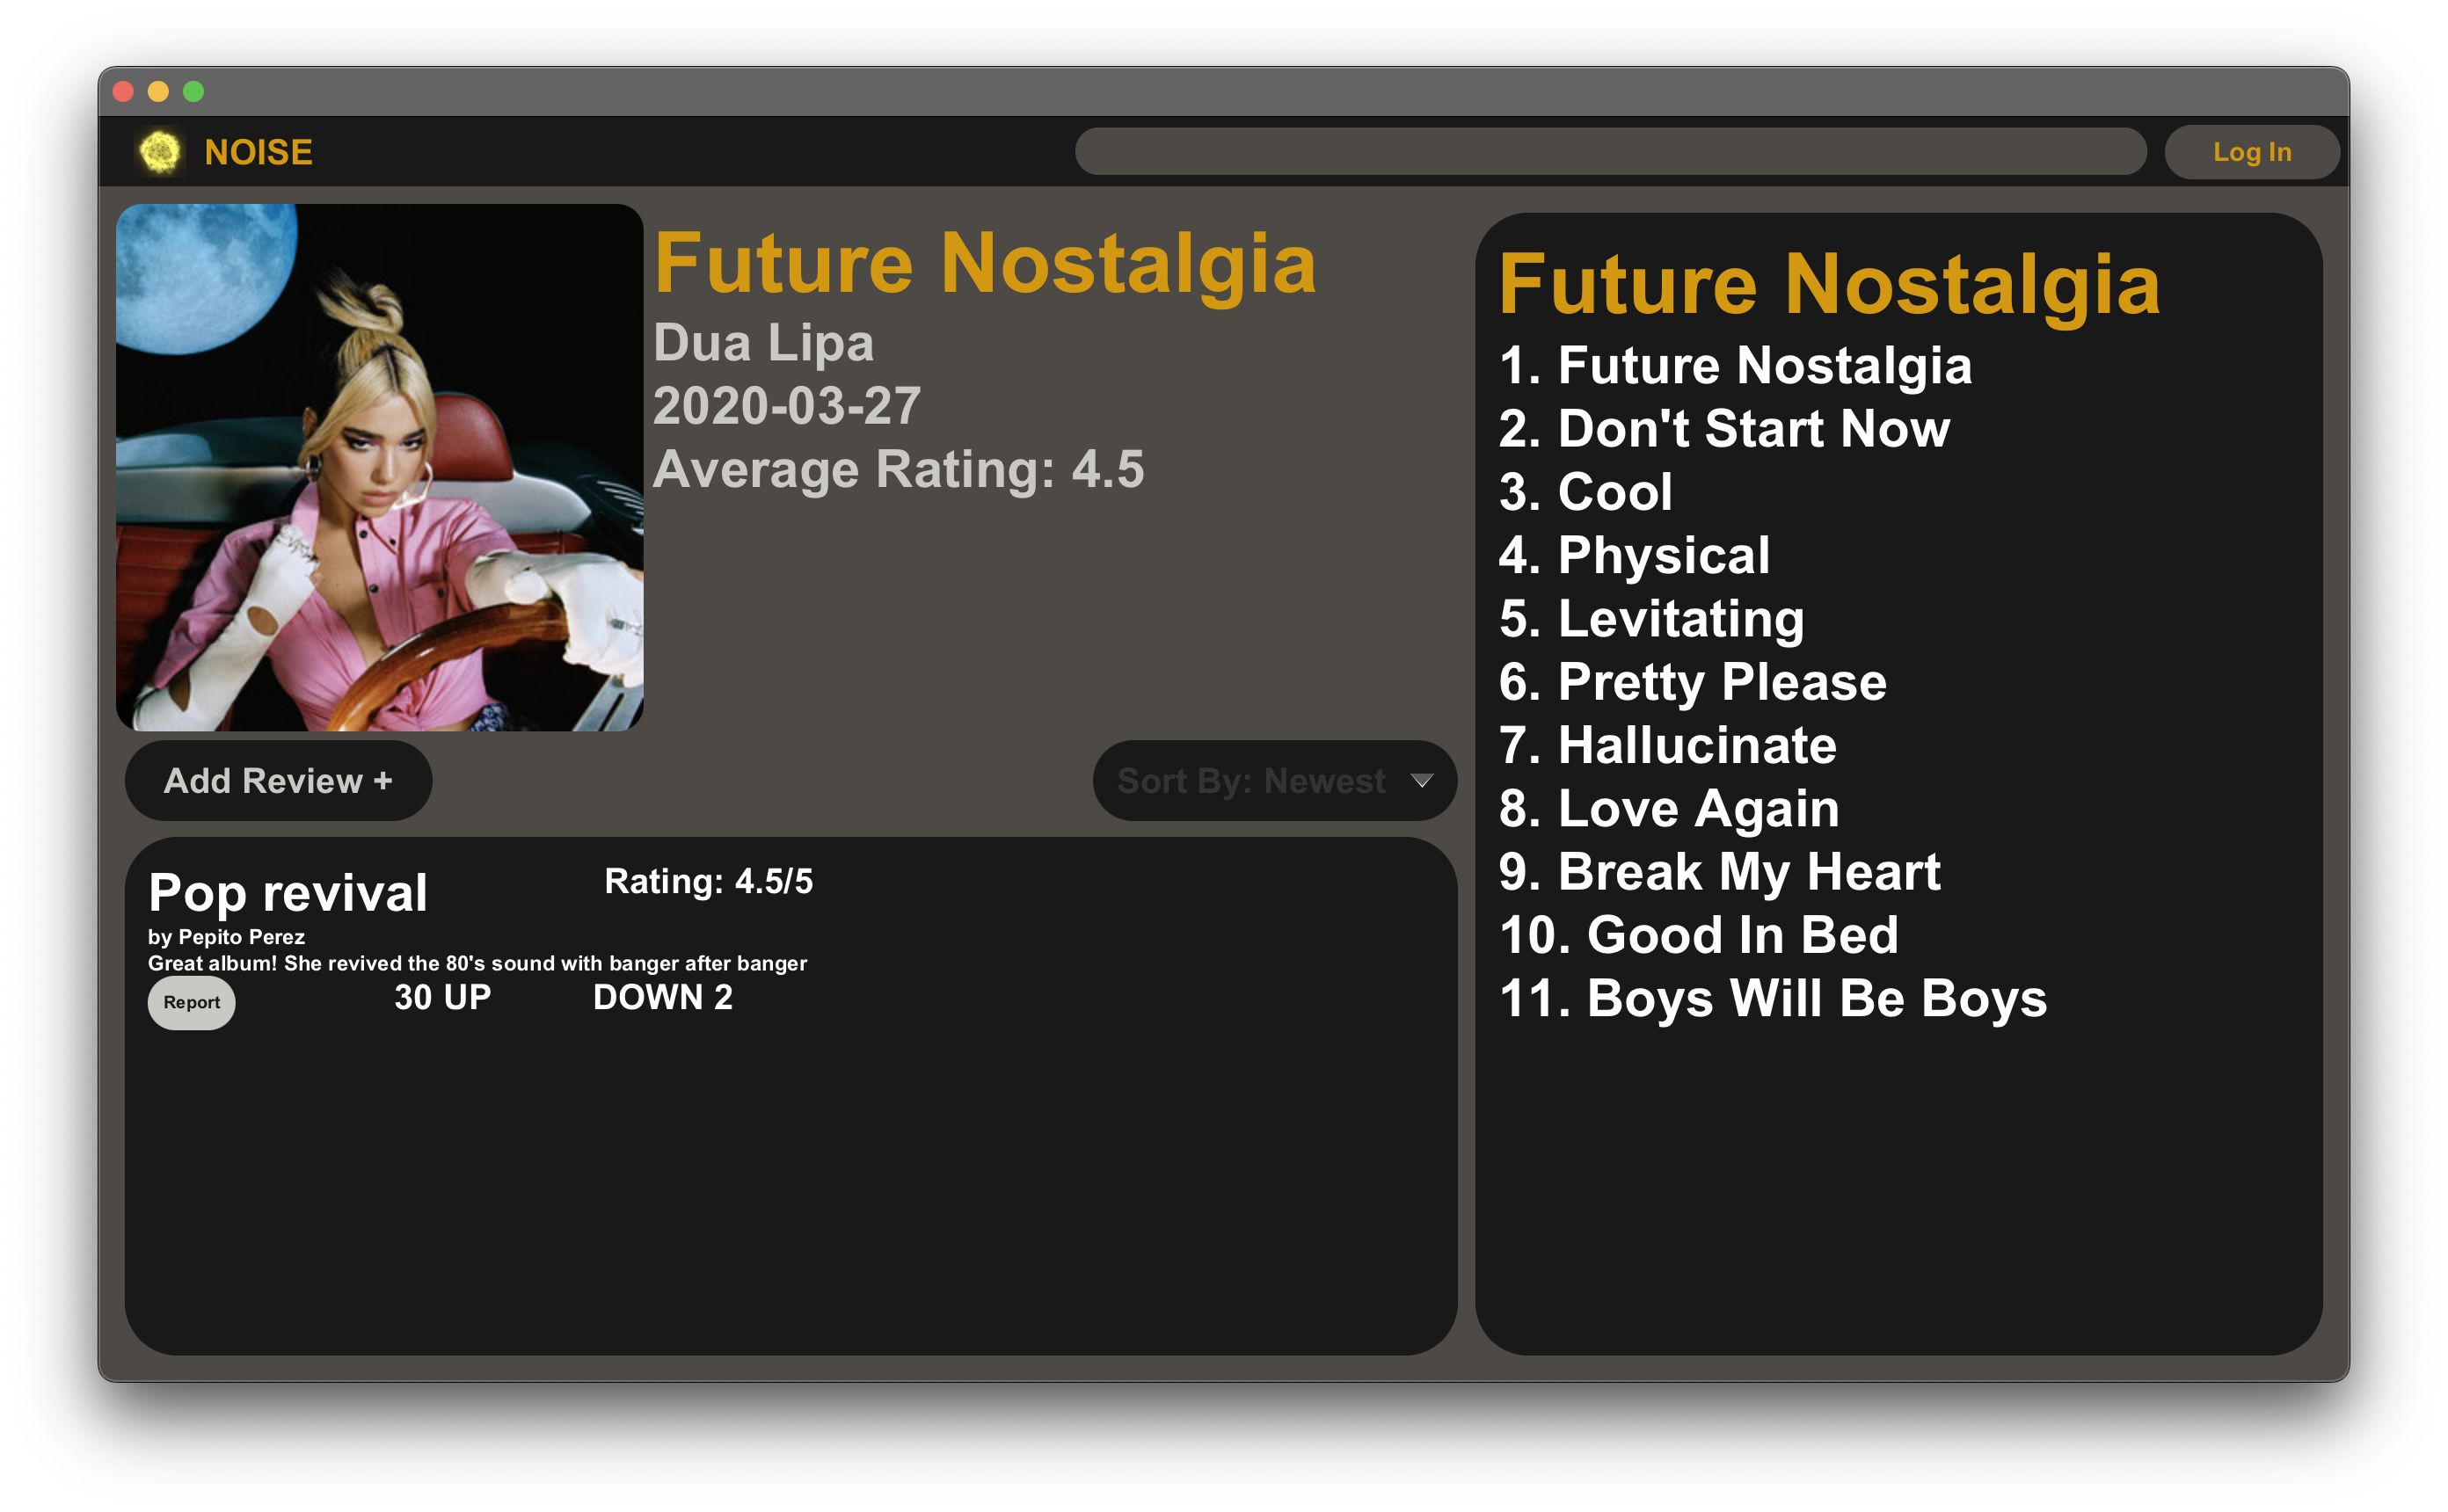 NOISE
Log In
Future Nostalgia
Dua Lipa
2020-03-27
Average Rating: 4.5
Add Review +
Sort By: Newest
Pop revival
Rating: 4.5/5
by Pepito Perez
Great album! She revived the 80's sound with banger after banger
Report
30 UP
DOWN 2
Future Nostalgia
1. Future Nostalgia
2. Don't Start Now
3. Cool
4. Physical
5. Levitating
6. Pretty Please
7. Hallucinate
8. Love Again
9. Break My Heart
10. Good In Bed
11. Boys Will Be Boys